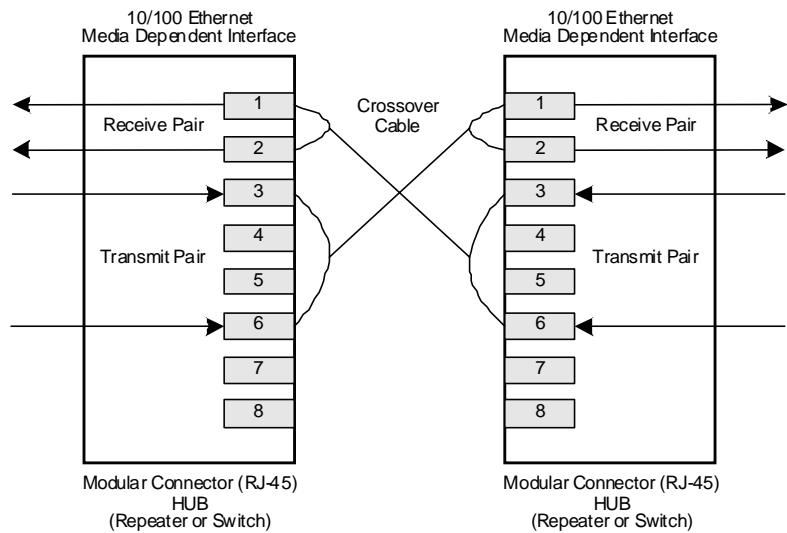 10/100 Ethernet
Media Dependent Interface
10/100 Ethernet
Media Dependent Interface
1
Receive Pair
2
3
4
Transmit Pair
5
6
7
8
Crossover
Cable
1
Receive Pair
2
3
4
Transmit Pair
5
6
7
8
Modular Connector (RJ-45)
HUB
(Repeater or Switch)
Modular Connector (RJ-45)
HUB
(Repeater or Switch)